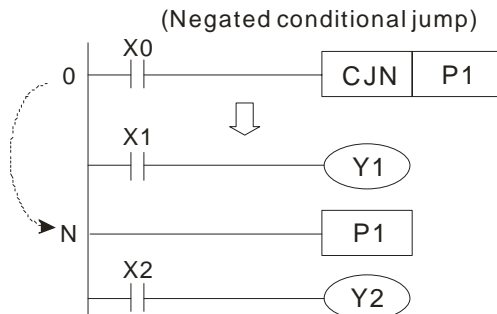 (Negated conditional jump)
X0
0 CJN P1
X1
Y1
N P1
X2
Y2